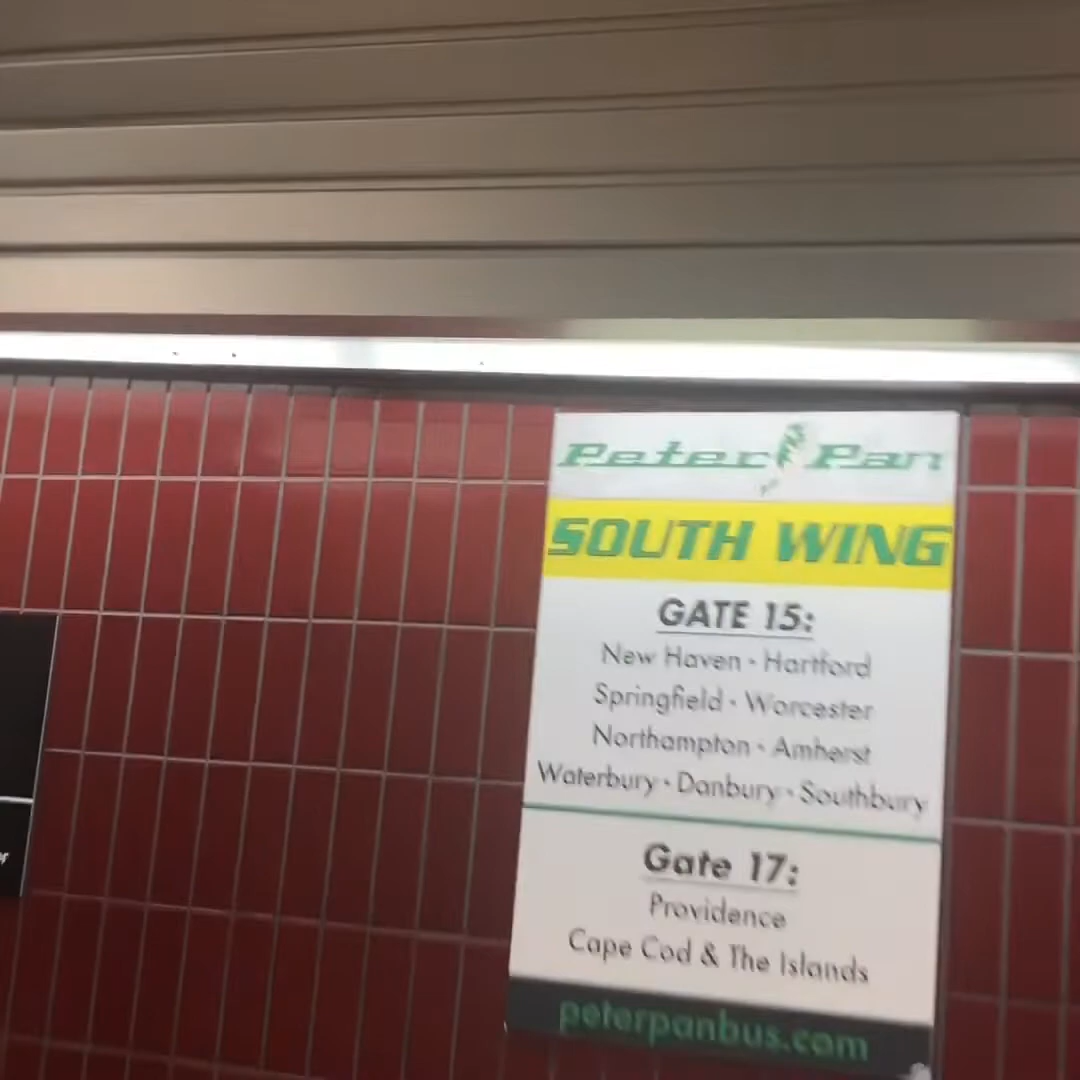 Peter Pan
SOUTH WING
GATE 15:
New Haven • Hartford
Springfield • Worcester
Northampton • Amherst
Waterbury • Danbury • Southbury
Gate 17:
Providence
Cape Cod & The Islands
peterpanbus.com